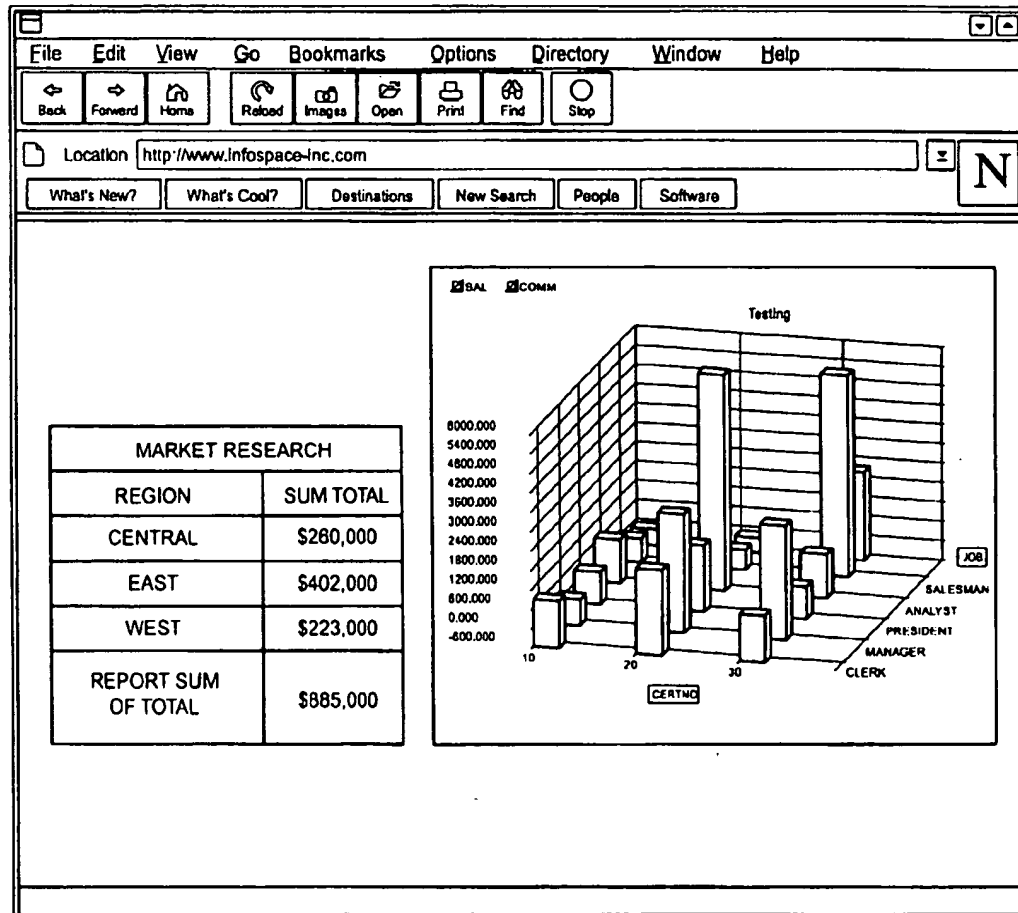 File Edit View Go Bookmarks Options Directory Window Help
Back Forward Home Reload Images Open Print Find Stop
Location http://www.infospace-inc.com
N
What's New? What's Cool? Destinations New Search People Software
SAL COMM
Testing
MARKET RESEARCH
REGION SUM TOTAL
CENTRAL $260,000
EAST $402,000
WEST $223,000
REPORT SUM
OF TOTAL $885,000
6000.000
5400.000
4800.000
4200.000
3600.000
3000.000
2400.000
1800.000
1200.000
600.000
0.000
-600.000
10 20 30
CERTNO
JOB
SALESMAN
ANALYST
PRESIDENT
MANAGER
CLERK